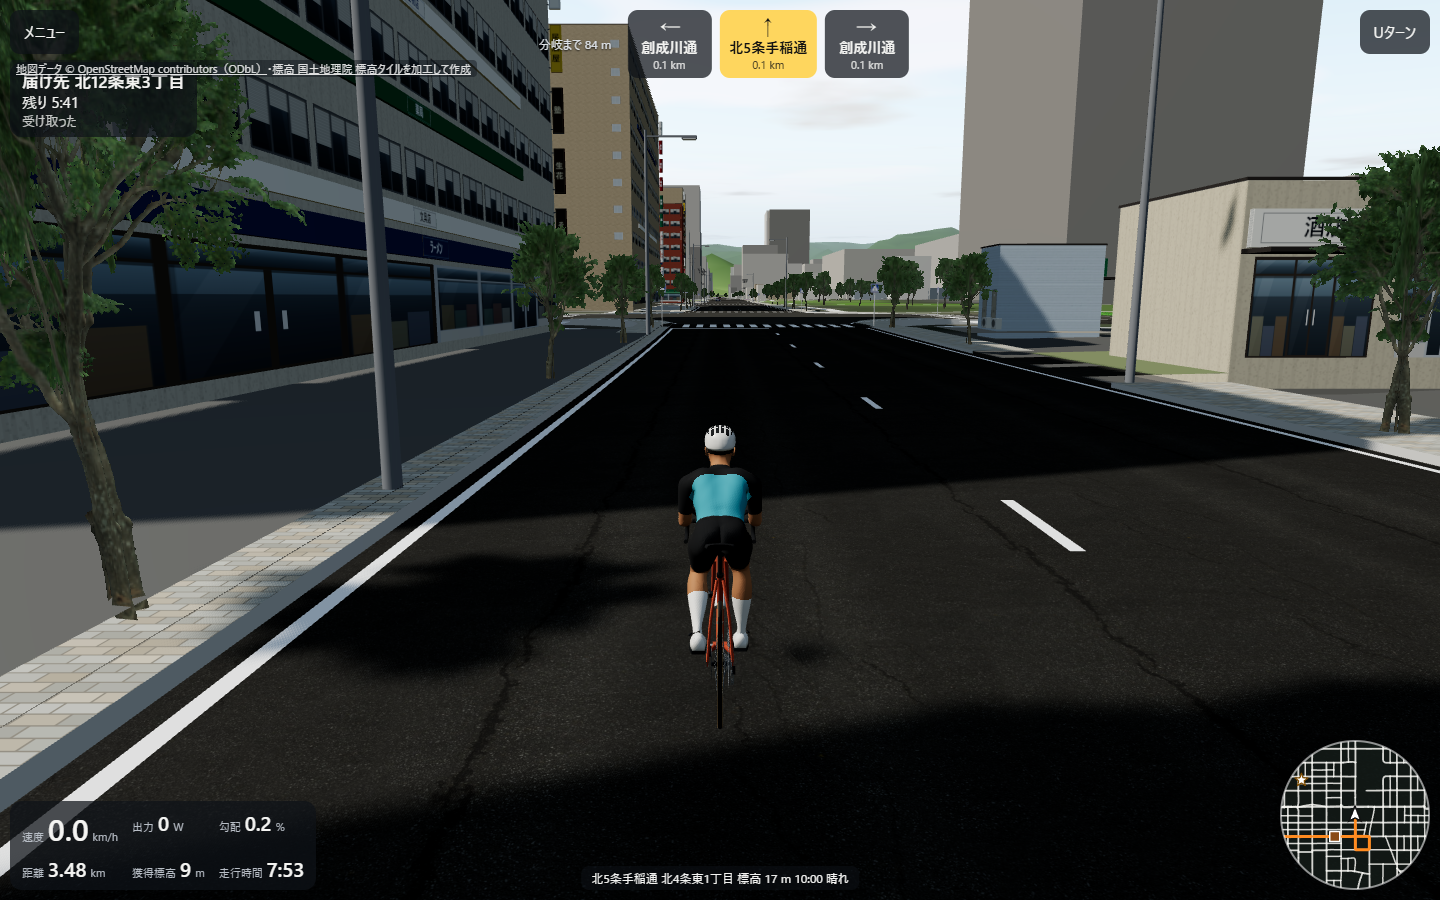 メニュー
分岐まで 84 m
←
創成川通
0.1 km
↑
北5条手稲通
0.1 km
→
創成川通
0.1 km
Uターン
地図データ © OpenStreetMap contributors（ODbL）・標高 国土地理院 標高タイルを加工して作成
届け先 北12条東3丁目
残り 5:41
受け取った
ラーメン
酒
速度 0.0 km/h
出力 0 W
勾配 0.2 %
距離 3.48 km
獲得標高 9 m
走行時間 7:53
北5条手稲通 北4条東1丁目 標高 17 m 10:00 晴れ